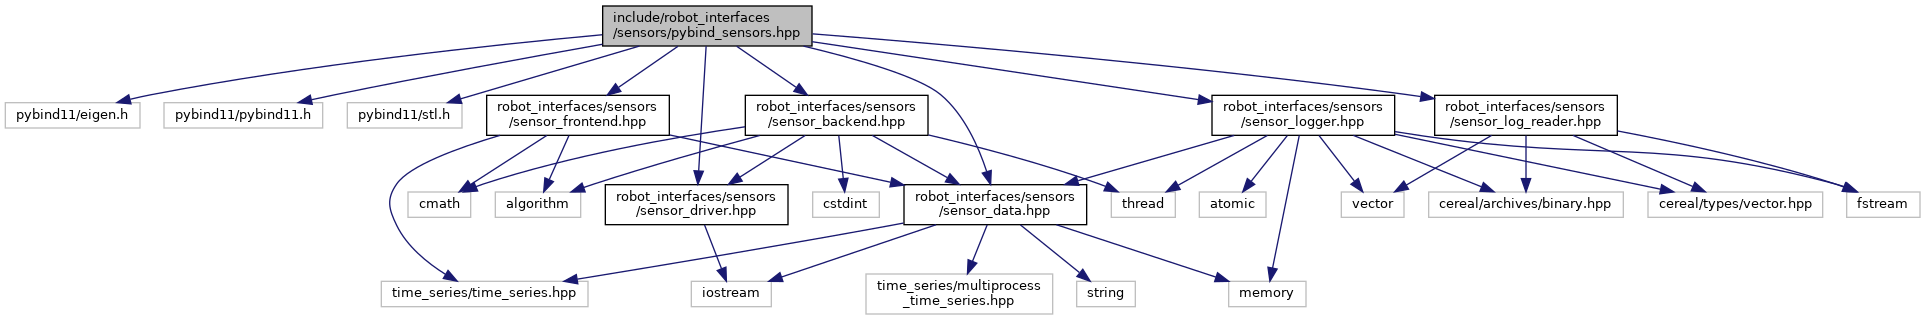 include/robot_interfaces
/sensors/pybind_sensors.hpp
pybind11/eigen.h
pybind11/pybind11.h
pybind11/stl.h
robot_interfaces/sensors
/sensor_frontend.hpp
robot_interfaces/sensors
/sensor_backend.hpp
robot_interfaces/sensors
/sensor_logger.hpp
robot_interfaces/sensors
/sensor_log_reader.hpp
cmath
algorithm
robot_interfaces/sensors
/sensor_driver.hpp
cstdint
robot_interfaces/sensors
/sensor_data.hpp
thread
atomic
vector
cereal/archives/binary.hpp
cereal/types/vector.hpp
fstream
time_series/time_series.hpp
iostream
time_series/multiprocess
_time_series.hpp
string
memory